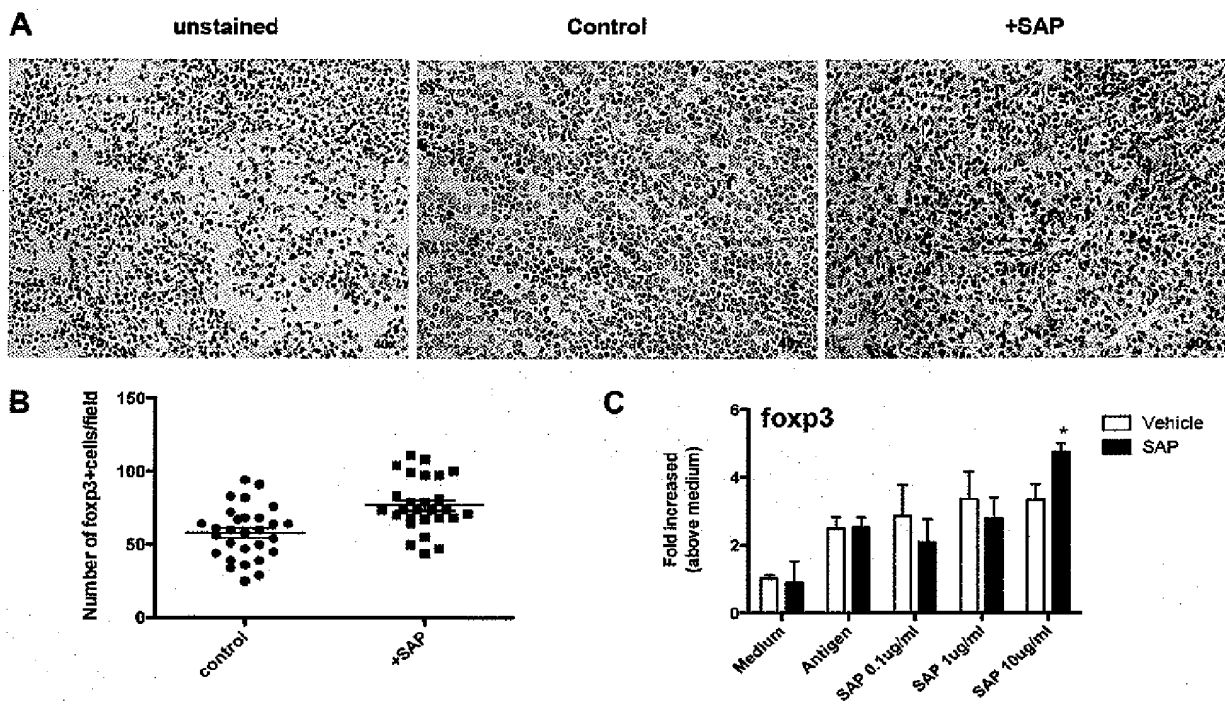 A
unstained
Control
+SAP
40x
40x
40x
B
Number of foxp3+cells/field
150
100
50
0
control
+SAP
C
foxp3
Fold increased
(above medium)
6
4
2
0
*
Vehicle
SAP
Medium
Antigen
SAP 0.1ug/ml
SAP 1ug/ml
SAP 10ug/ml